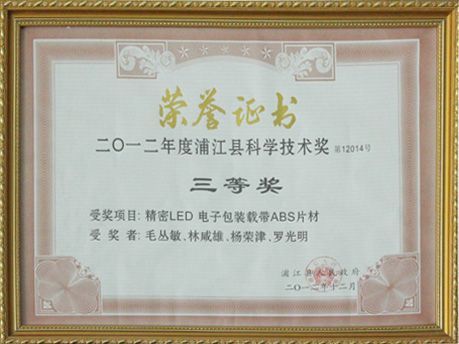 荣誉证书
二〇一二年度浦江县科学技术奖 第12014号
三等奖
受奖项目:精密LED 电子包装载带ABS片材
受 奖 者:毛丛敏、林咸雄、杨荣津、罗光明
浦江县人民政府
二〇一二年十二月